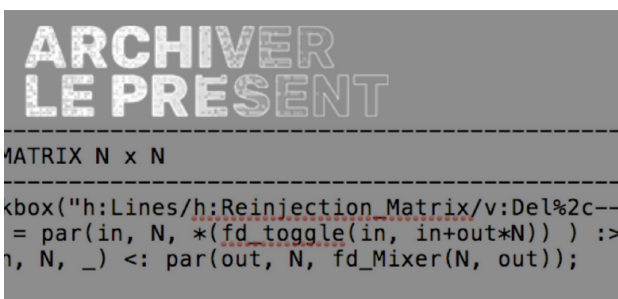 ARCHIVER
LE PRESENT
------------------------------------------------
MATRIX N x N
------------------------------------------------
kbox("h:Lines/h:Reinjection_Matrix/v:Del%2c--
= par(in, N, *(fd_toggle(in, in+out*N)) ) :>
n, N, _) <: par(out, N, fd_Mixer(N, out));